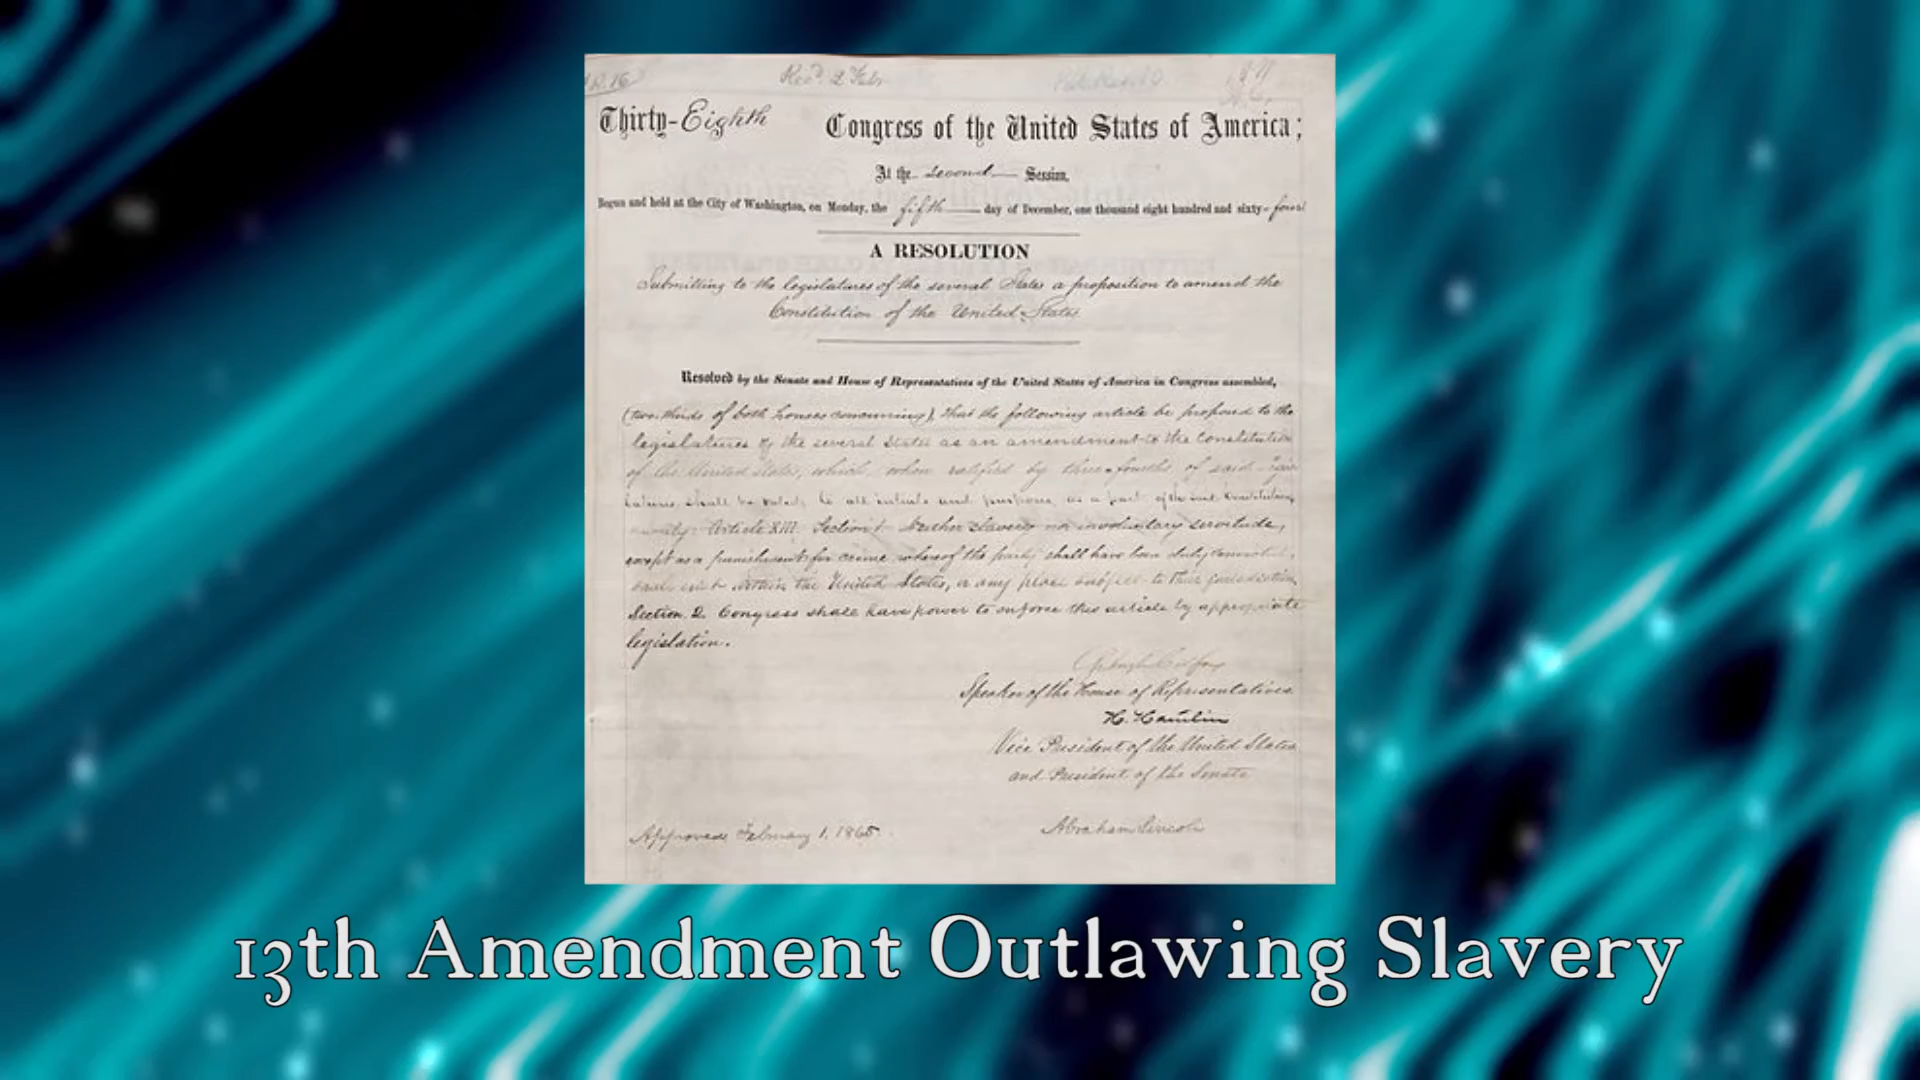 Rec'd. 2 Feb.
Thirty-Eighth Congress of the United States of America;
At the second Session,
Begun and held at the City of Washington, on Monday, the fifth day of December, one thousand eight hundred and sixty-four
A RESOLUTION
Submitting to the legislatures of the several States a proposition to amend the
Constitution of the United States
Resolved by the Senate and House of Representatives of the United States of America in Congress assembled,
(two-thirds of both houses concurring), that the following article be proposed to the
legislatures of the several States as an amendment to the Constitution
of the United States, which, when ratified by three-fourths of said
shall be valid, to all intents and purposes, as a part of the said Constitution,
namely: Article XIII. Section 1. Neither slavery nor involuntary servitude,
except as a punishment for crime whereof the party shall have been duly convicted,
shall exist within the United States, or any place subject to their jurisdiction.
Section 2. Congress shall have power to enforce this article by appropriate
legislation.
Schuyler Colfax
Speaker of the House of Representatives
H. Hamlin
Vice President of the United States
and President of the Senate
Approved, February 1, 1865.
Abraham Lincoln
13th Amendment Outlawing Slavery